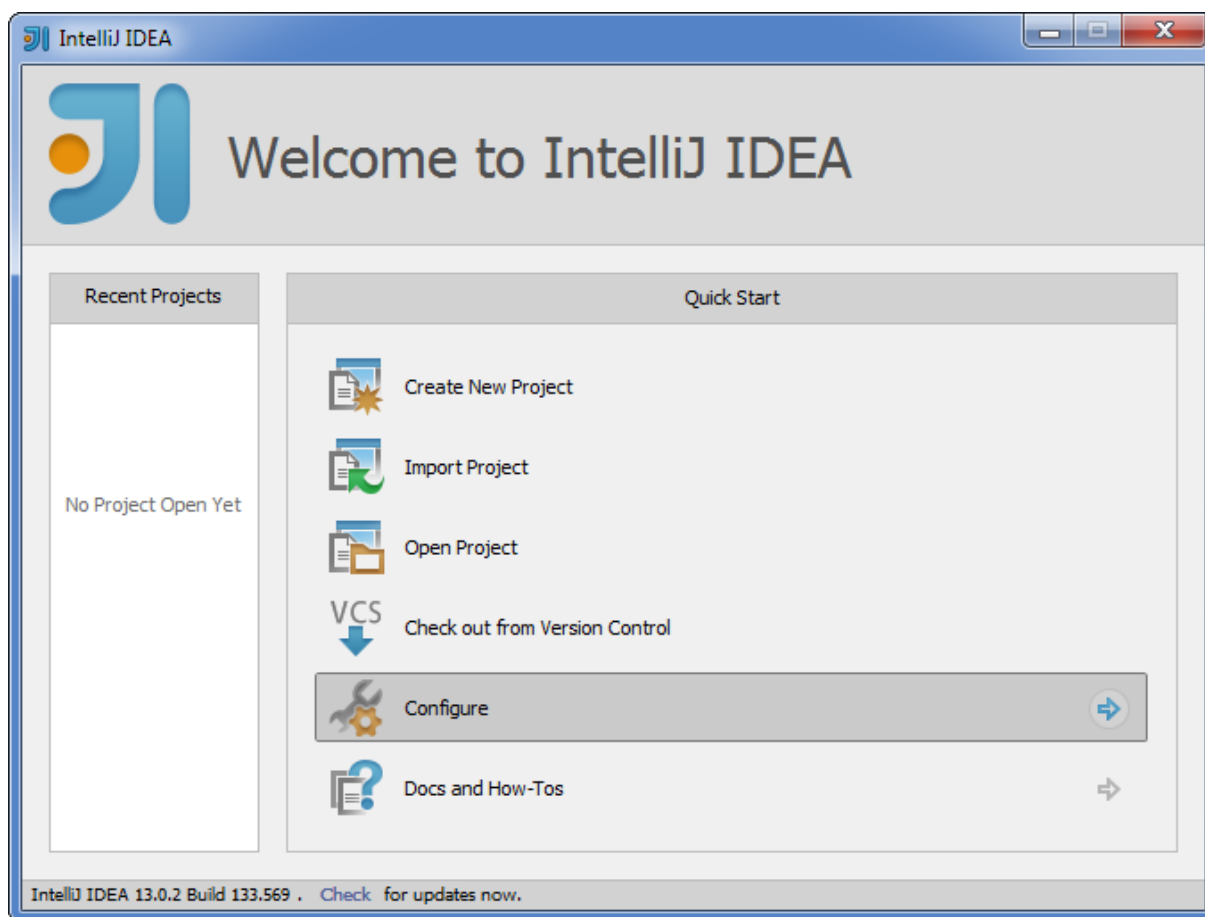 IntelliJ IDEA
Welcome to IntelliJ IDEA
Recent Projects
No Project Open Yet
Quick Start
Create New Project
Import Project
Open Project
VCS
Check out from Version Control
Configure
Docs and How-Tos
IntelliJ IDEA 13.0.2 Build 133.569 . Check for updates now.